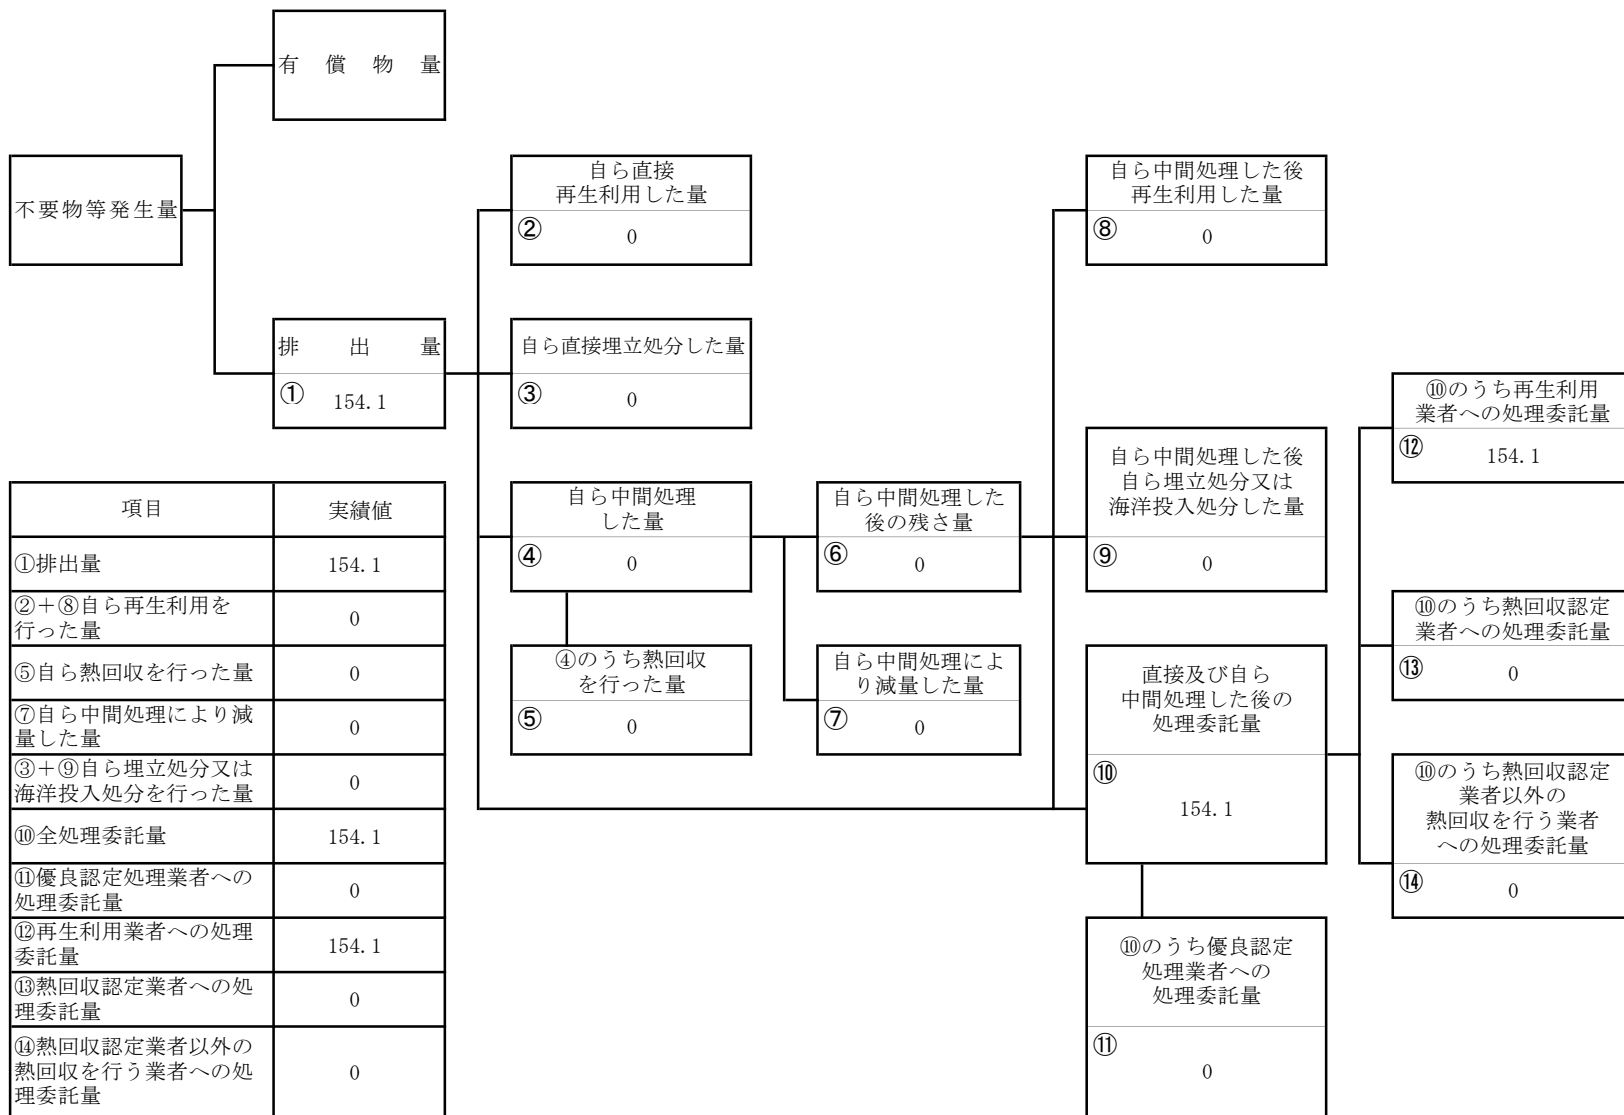 有償物量
不要物等発生量
排出量
① 154.1
自ら直接
再生利用した量
② 0
自ら直接埋立処分した量
③ 0
自ら中間処理
した量
④ 0
④のうち熱回収
を行った量
⑤ 0
自ら中間処理した
後の残さ量
⑥ 0
自ら中間処理によ
り減量した量
⑦ 0
自ら中間処理した後
再生利用した量
⑧ 0
自ら中間処理した後
自ら埋立処分又は
海洋投入処分した量
⑨ 0
直接及び自ら
中間処理した後の
処理委託量
⑩
154.1
⑩のうち優良認定
処理業者への
処理委託量
⑪
0
⑩のうち再生利用
業者への処理委託量
⑫ 154.1
⑩のうち熱回収認定
業者への処理委託量
⑬ 0
⑩のうち熱回収認定
業者以外の
熱回収を行う業者
への処理委託量
⑭ 0
項目 実績値
①排出量 154.1
②+⑧自ら再生利用を
行った量 0
⑤自ら熱回収を行った量 0
⑦自ら中間処理により減
量した量 0
③+⑨自ら埋立処分又は
海洋投入処分を行った量 0
⑩全処理委託量 154.1
⑪優良認定処理業者への
処理委託量 0
⑫再生利用業者への処理
委託量 154.1
⑬熱回収認定業者への処
理委託量 0
⑭熱回収認定業者以外の
熱回収を行う業者への処
理委託量 0